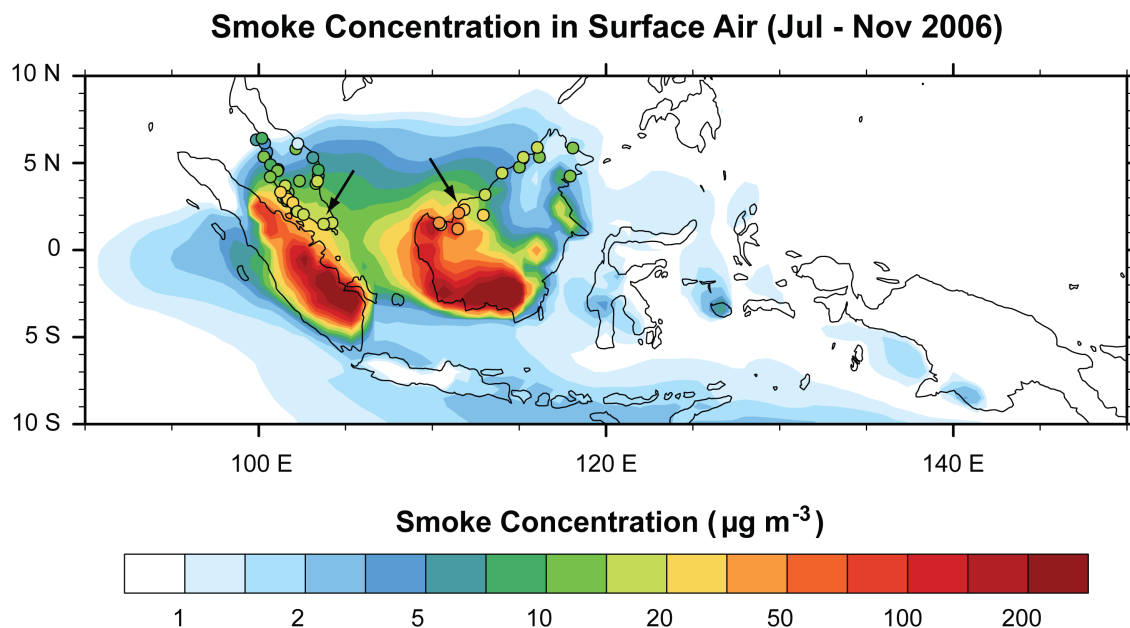 Smoke Concentration in Surface Air (Jul - Nov 2006)
10 N
5 N
0
5 S
10 S
100 E 120 E 140 E
Smoke Concentration (µg m⁻³)
1 2 5 10 20 50 100 200